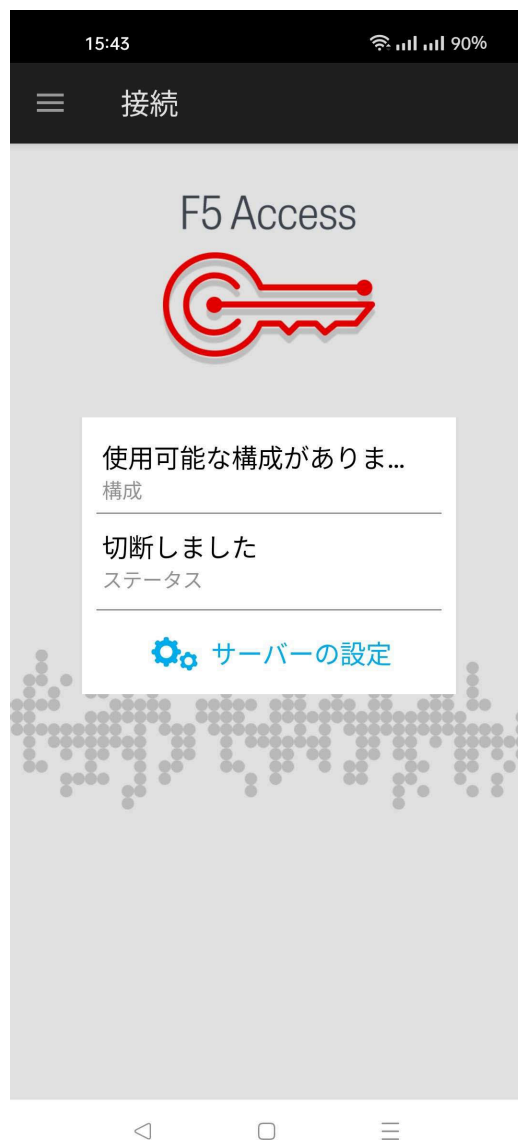 15:43
90%
接続
F5 Access
使用可能な構成がありま...
構成
切断しました
ステータス
サーバーの設定